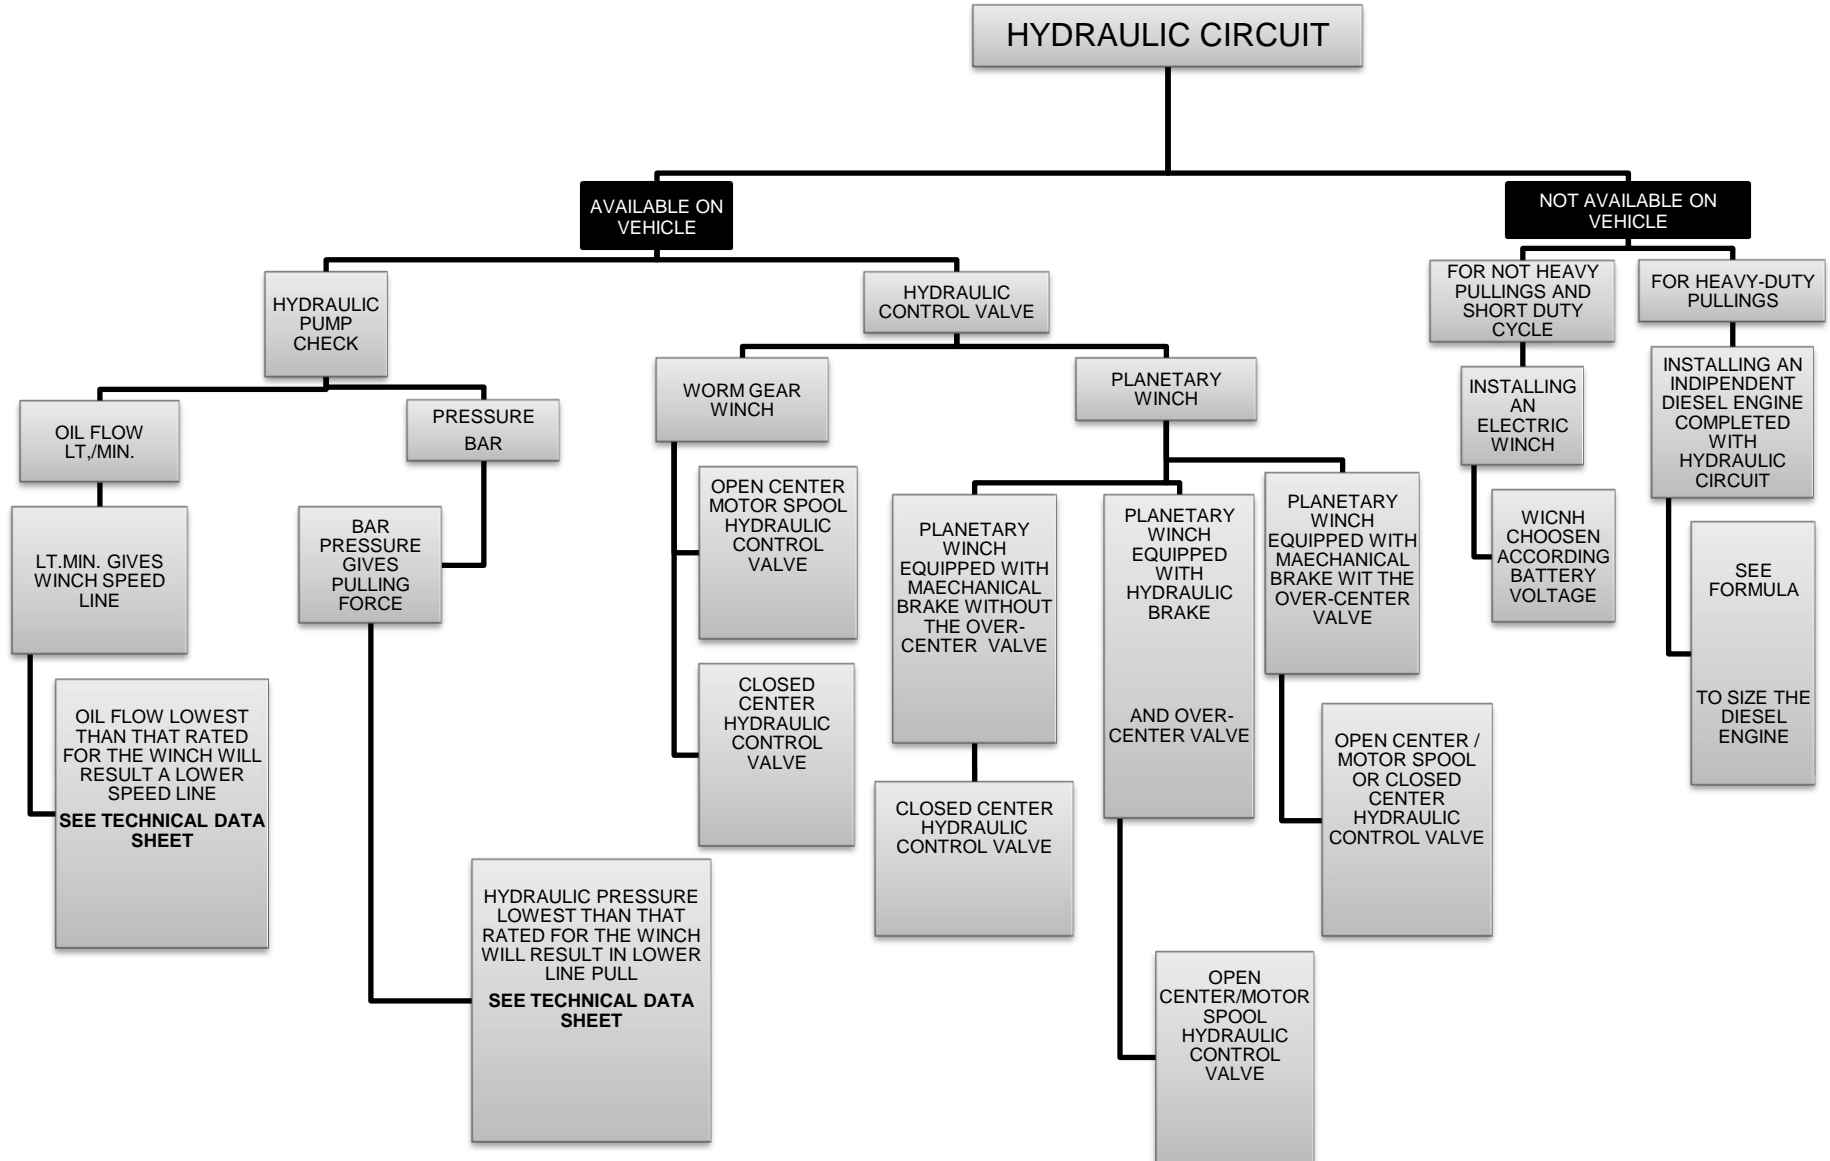 HYDRAULIC CIRCUIT
AVAILABLE ON
VEHICLE
NOT AVAILABLE ON
VEHICLE
HYDRAULIC
PUMP
CHECK
HYDRAULIC
CONTROL VALVE
FOR NOT HEAVY
PULLINGS AND
SHORT DUTY
CYCLE
FOR HEAVY-DUTY
PULLINGS
OIL FLOW
LT,/MIN.
PRESSURE
BAR
WORM GEAR
WINCH
PLANETARY
WINCH
INSTALLING
AN
ELECTRIC
WINCH
INSTALLING AN
INDIPENDENT
DIESEL ENGINE
COMPLETED
WITH
HYDRAULIC
CIRCUIT
LT.MIN. GIVES
WINCH SPEED
LINE
BAR
PRESSURE
GIVES
PULLING
FORCE
OPEN CENTER
MOTOR SPOOL
HYDRAULIC
CONTROL
VALVE
CLOSED
CENTER
HYDRAULIC
CONTROL
VALVE
PLANETARY
WINCH
EQUIPPED WITH
MAECHANICAL
BRAKE WITHOUT
THE OVER-
CENTER VALVE
PLANETARY
WINCH
EQUIPPED
WITH
HYDRAULIC
BRAKE
AND OVER-
CENTER VALVE
PLANETARY
WINCH
EQUIPPED WITH
MAECHANICAL
BRAKE WIT THE
OVER-CENTER
VALVE
WICNH
CHOOSEN
ACCORDING
BATTERY
VOLTAGE
SEE
FORMULA
TO SIZE THE
DIESEL
ENGINE
OIL FLOW LOWEST
THAN THAT RATED
FOR THE WINCH WILL
RESULT A LOWER
SPEED LINE
SEE TECHNICAL DATA
SHEET
HYDRAULIC PRESSURE
LOWEST THAN THAT
RATED FOR THE WINCH
WILL RESULT IN LOWER
LINE PULL
SEE TECHNICAL DATA
SHEET
CLOSED CENTER
HYDRAULIC
CONTROL VALVE
OPEN
CENTER/MOTOR
SPOOL
HYDRAULIC
CONTROL
VALVE
OPEN CENTER /
MOTOR SPOOL
OR CLOSED
CENTER
HYDRAULIC
CONTROL VALVE